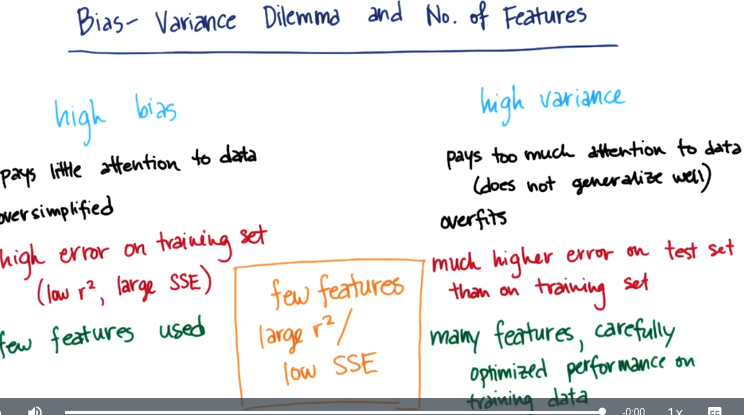 Bias-Variance Dilemma and No. of Features
high bias
pays little attention to data
oversimplified
high error on training set
(low r², large SSE)
few features used
few features
large r²/
low SSE
high variance
pays too much attention to data
(does not generalize well)
overfits
much higher error on test set
than on training set
many features, carefully
optimized performance on
training data
-0:00
1x